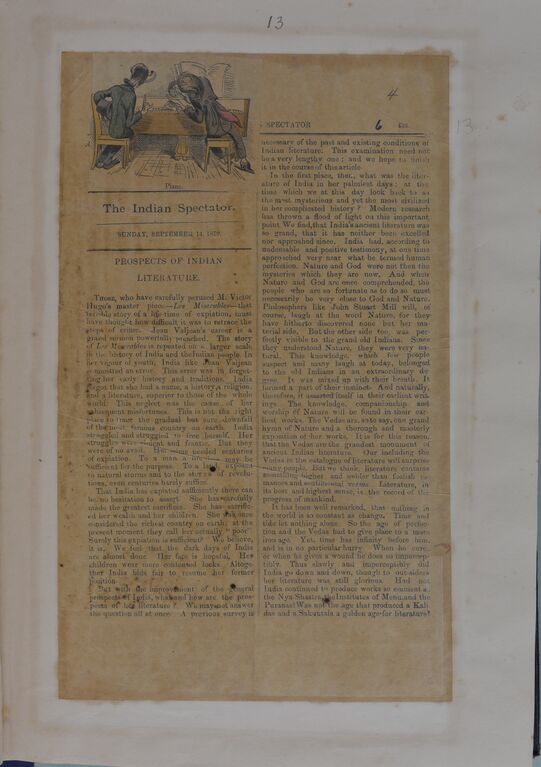 13
4
SPECTATOR 6
13
Piano.
The Indian Spectator.
SUNDAY, SEPTEMBER 14, 1879.
PROSPECTS OF INDIAN
LITERATURE.
THOSE, who have carefully perused M. Victor
Hugo's master piece—Les Miserables—that
terrible story of a life time of expiation, must
have thought how difficult it was to retrace the
steps of crime. Jean Valjean's career is a
grand sermon powerfully preached. The story
of Les Miserables is repeated on a larger scale
in the history of India and the Indian people. In
her vigour of youth, India like Jean Valjean
committed an error. This error was in forget-
ting her early history and traditions. India
forgot that she had a name, a history, a religion
and a literature, superior to those of the whole
world. This neglect was the cause of her
subsequent misfortunes. This is not the right
place to trace the gradual but sure downfall
of the most famous country on earth. India
struggled and struggled to free herself. Her
struggles were and frantic. But they
were of no avail. needed centuries
of expiation. To a man a life may be
sufficient for the purpose. To a land exposed
to natural storms and to the storms of revolu-
tions, even centuries barely suffice.
That India has expiated sufficiently there can
be no hesitation to assert. She has carefully
made the greatest sacrifices. She has sacrific-
ed her wealth and her children. She was once
considered the richest country on earth; at the
present moment they call her actually "poor"
Surely this expiation is sufficient? We believe,
it is. We feel that the dark days of India
are almost done. Her face is hopeful. Her
children wear more contented looks. Altoge-
ther India bids fair to resume her former
position.
But with the improvement of the general
prospects of India, what and how are the pros-
pects of her literature? We may not answer
the question all at once. A previous survey is
necessary of the past and existing conditions of
Indian literature. This examination need not
be a very lengthy one; and we hope to finish
it in the course of this article.
In the first place, then, what was the liter-
ature of India in her palmiest days; at the
time which we at this day look back to as
the most mysterious and yet the most civilized
in her complicated history? Modern research
has thrown a flood of light on this important
point. We find, that India's ancient literature was
so grand, that it has neither been excelled
nor approached since. India had, according to
undeniable and positive testimony, at one time
approached very near what be termed human
perfection. Nature and God were not then the
mysteries which they are now. And when
Nature and God are once comprehended, the
people who are so fortunate as to do so must
necessarily be very close to God and Nature.
Philosophers like John Stuart Mill will, of
course, laugh at the word Nature, for they
have hitherto discovered none but her ma-
terial side. But the other side too, was per-
fectly visible to the grand old Indians. Since
they understood Nature, they were very na-
tural. This knowledge, which few people
suspect and many laugh at today, belonged
to the old Indians in an extraordinary de-
gree. It was mixed up with their breath. It
formed a part of their instinct. And naturally,
therefore, it asserted itself in their earliest wri-
ings. The knowledge, companionship and
worship of Nature will be found in their ear-
liest works. The Vedas are, so to say, one grand
hymn of Nature and a thorough and masterly
exposition of her works. It is for this reason,
that the Vedas are the grandest monument of
ancient Indian literature. Our including the
Vedas in the catalogue of literature will surprise
many people. But we think, literature contains
something higher and nobler than foolish ro-
mances and sentimental verses. Literature, in
its best and highest sense, is the record of the
progress of mankind.
It has been well remarked, that nothing in
the world is so constant as change. Time and
tide let nothing alone. So the age of perfec-
tion and the Vedas had to give place to a more
iron age. Yet, time has infinity before him,
and is in no particular hurry. When he cures
or when he gives a wound he does so impercep-
tibly. Thus slowly and imperceptibly did
India go down and down, though to outsiders
her literature was still glorious. Had not
India continued to produce works so eminent as
the Nya-Shastra, the Institutes of Menu, and the
Puranas! Was not the age that produced a Kali
das and a Sakuntala a golden age for literature!